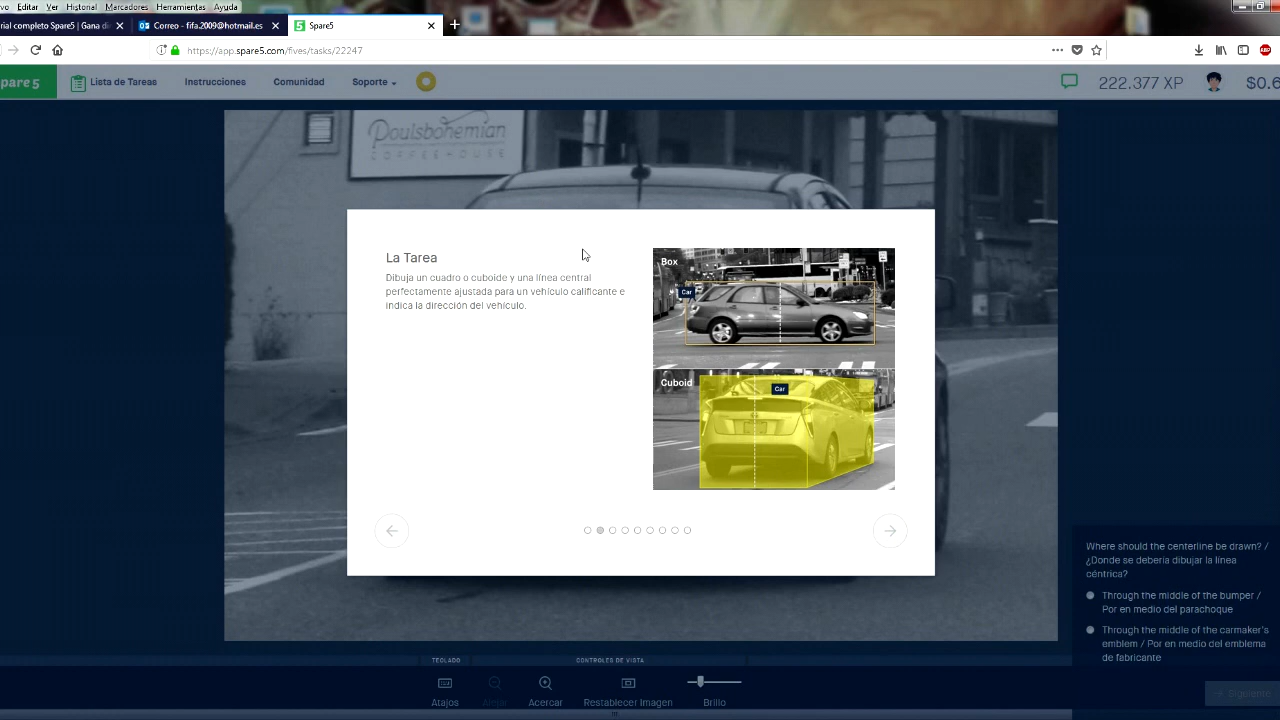 vo Editar Ver Historial Marcadores Herramientas Ayuda
rial completo Spare5 | Gana di
Correo - fifa.2009@hotmail.es
5 Spare5
https://app.spare5.com/fives/tasks/22247
pare 5
Lista de Tareas
Instrucciones
Comunidad
Soporte
222.377 XP
$0.6
Poulsbohemian
COFFEEHOUSE
La Tarea
Dibuja un cuadro o cuboide y una línea central
perfectamente ajustada para un vehículo calificante e
indica la dirección del vehículo.
Box
Car
Cuboid
Car
Where should the centerline be drawn? /
¿Donde se debería dibujar la línea
céntrica?
Through the middle of the bumper /
Por en medio del parachoque
Through the middle of the carmaker's
emblem / Por en medio del emblema
de fabricante
TECLADO
CONTROLES DE VISTA
Atajos
Alejar
Acercar
Restablecer Imagen
Brillo
Siguiente